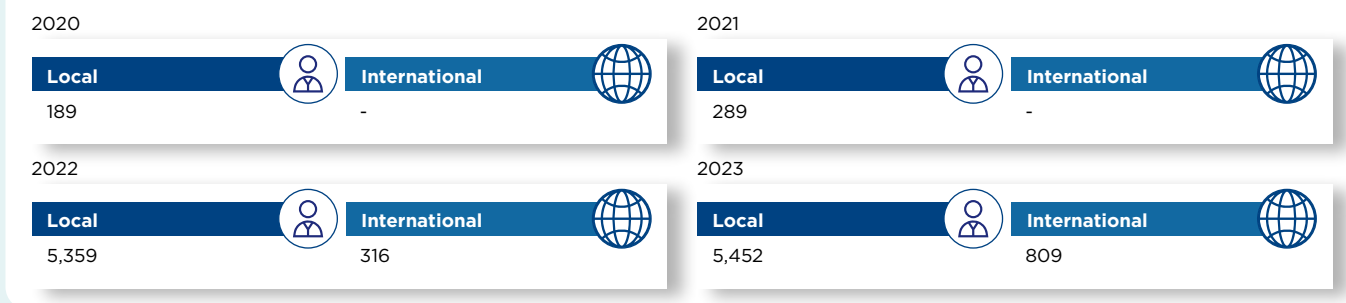 2020
Local International
189 -
2021
Local International
289 -
2022
Local International
5,359 316
2023
Local International
5,452 809